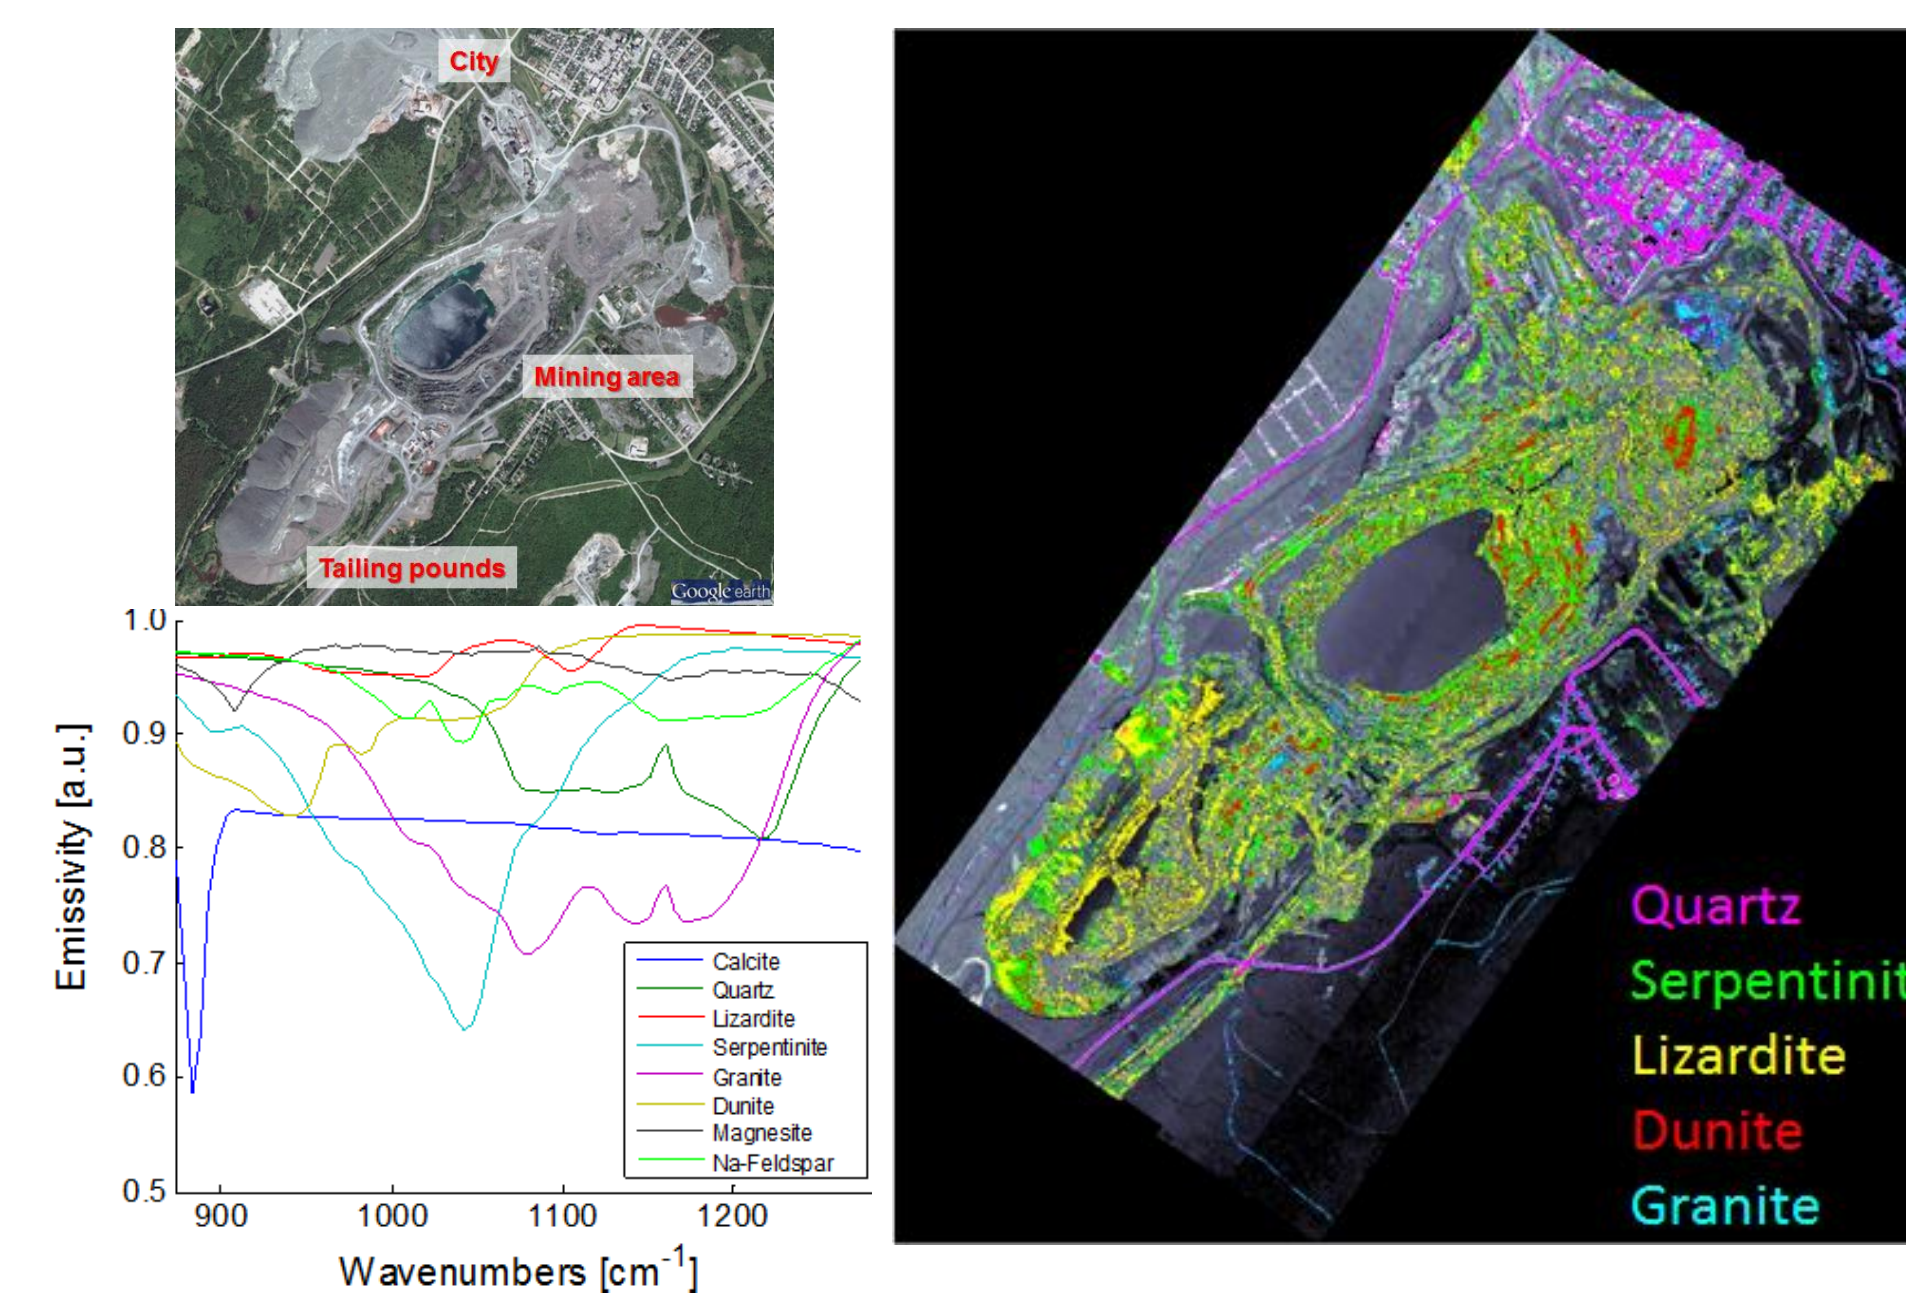 City
Mining area
Tailing pounds
Google earth
1.0
0.9
0.8
0.7
0.6
0.5
Emissivity [a.u.]
900 1000 1100 1200
Wavenumbers [cm-1]
Calcite
Quartz
Lizardite
Serpentinite
Granite
Dunite
Magnesite
Na-Feldspar
Quartz
Serpentinit
Lizardite
Dunite
Granite